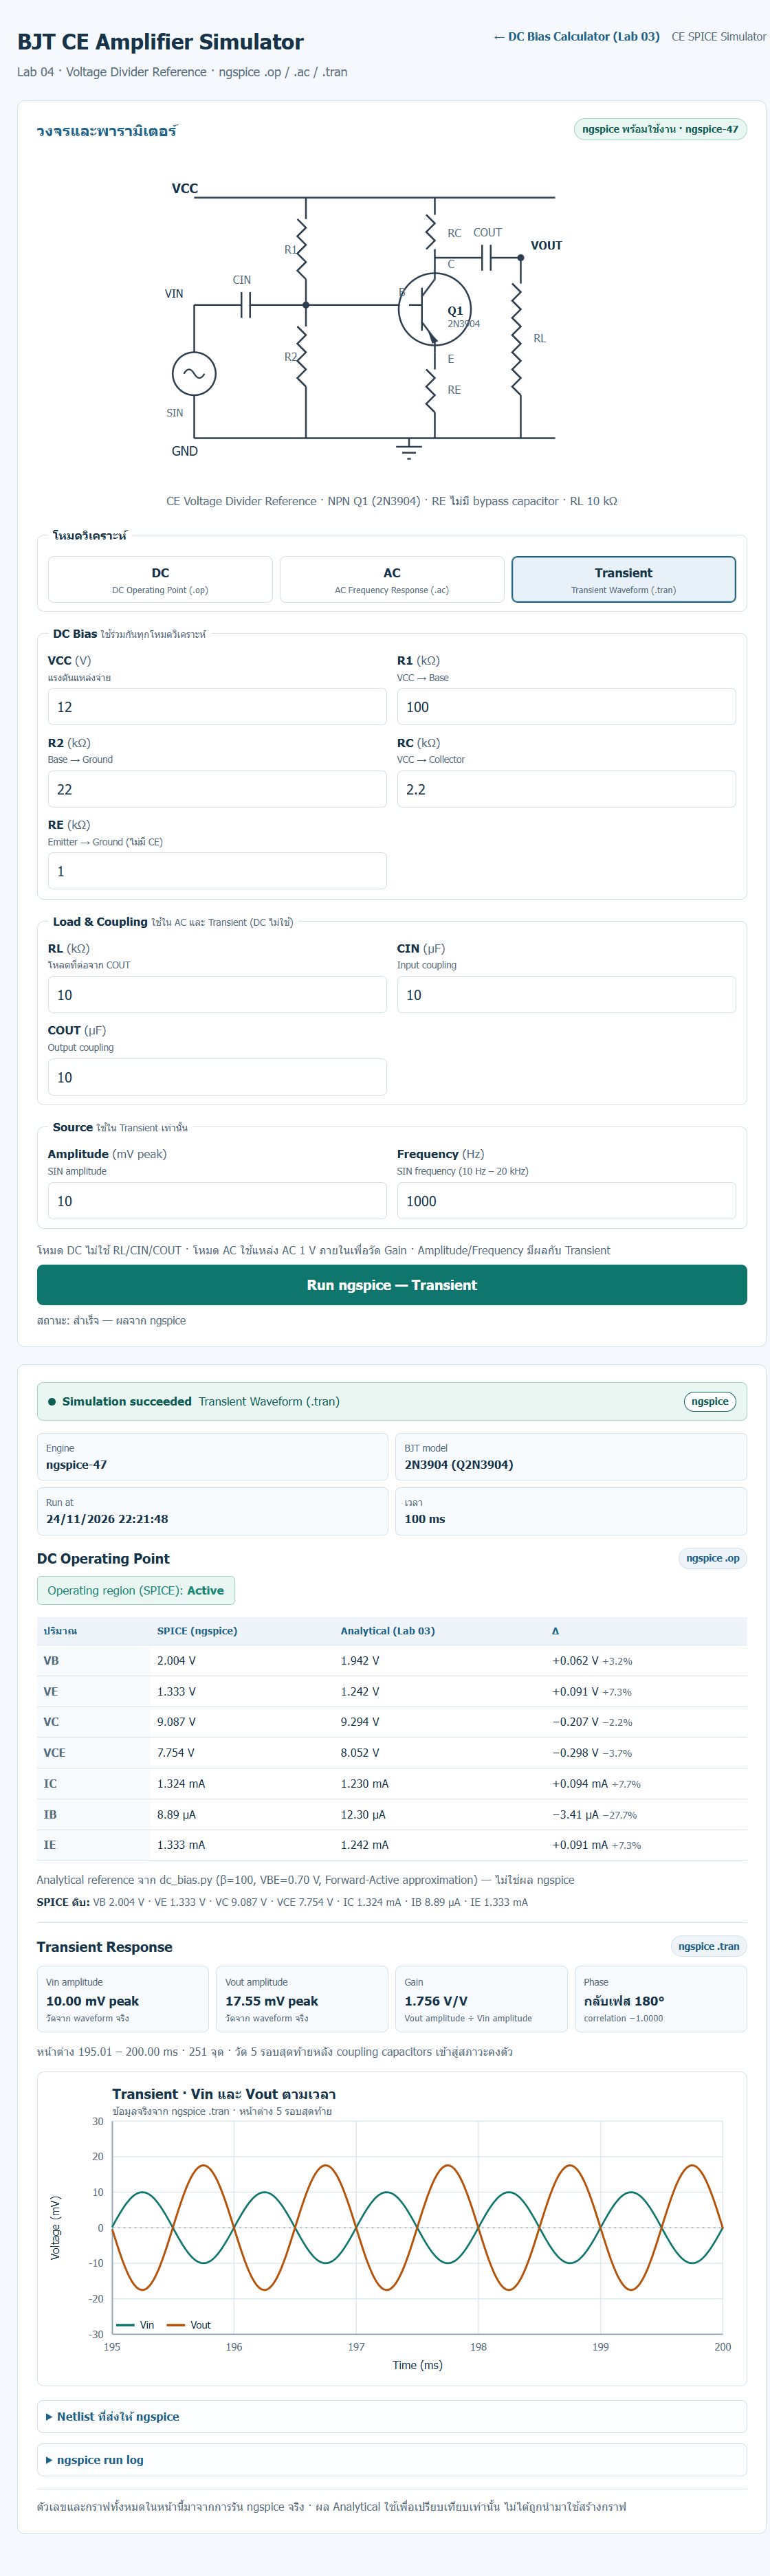 BJT CE Amplifier Simulator
← DC Bias Calculator (Lab 03) CE SPICE Simulator
Lab 04 · Voltage Divider Reference · ngspice .op / .ac / .tran
วงจรและพารามิเตอร์
ngspice พร้อมใช้งาน · ngspice-47
VCC
RC
COUT
VOUT
R1
C
CIN
VIN
B
Q1
2N3904
RL
R2
E
RE
SIN
GND
CE Voltage Divider Reference · NPN Q1 (2N3904) · RE ไม่มี bypass capacitor · RL 10 kΩ
โหมดวิเคราะห์
DC
DC Operating Point (.op)
AC
AC Frequency Response (.ac)
Transient
Transient Waveform (.tran)
DC Bias ใช้ร่วมกันทุกโหมดวิเคราะห์
VCC (V)
แรงดันแหล่งจ่าย
12
R1 (kΩ)
VCC → Base
100
R2 (kΩ)
Base → Ground
22
RC (kΩ)
VCC → Collector
2.2
RE (kΩ)
Emitter → Ground (ไม่มี CE)
1
Load & Coupling ใช้ใน AC และ Transient (DC ไม่ใช้)
RL (kΩ)
โหลดที่ต่อจาก COUT
10
CIN (µF)
Input coupling
10
COUT (µF)
Output coupling
10
Source ใช้ใน Transient เท่านั้น
Amplitude (mV peak)
SIN amplitude
10
Frequency (Hz)
SIN frequency (10 Hz – 20 kHz)
1000
โหมด DC ไม่ใช้ RL/CIN/COUT · โหมด AC ใช้แหล่ง AC 1 V ภายในเพื่อวัด Gain · Amplitude/Frequency มีผลกับ Transient
Run ngspice — Transient
สถานะ: สำเร็จ — ผลจาก ngspice
Simulation succeeded Transient Waveform (.tran)
ngspice
Engine
ngspice-47
BJT model
2N3904 (Q2N3904)
Run at
24/11/2026 22:21:48
เวลา
100 ms
DC Operating Point
ngspice .op
Operating region (SPICE): Active
ปริมาณ SPICE (ngspice) Analytical (Lab 03) Δ
VB 2.004 V 1.942 V +0.062 V +3.2%
VE 1.333 V 1.242 V +0.091 V +7.3%
VC 9.087 V 9.294 V −0.207 V −2.2%
VCE 7.754 V 8.052 V −0.298 V −3.7%
IC 1.324 mA 1.230 mA +0.094 mA +7.7%
IB 8.89 µA 12.30 µA −3.41 µA −27.7%
IE 1.333 mA 1.242 mA +0.091 mA +7.3%
Analytical reference จาก dc_bias.py (β=100, VBE=0.70 V, Forward-Active approximation) — ไม่ใช่ผล ngspice
SPICE ดิบ: VB 2.004 V · VE 1.333 V · VC 9.087 V · VCE 7.754 V · IC 1.324 mA · IB 8.89 µA · IE 1.333 mA
Transient Response
ngspice .tran
Vin amplitude
10.00 mV peak
วัดจาก waveform จริง
Vout amplitude
17.55 mV peak
วัดจาก waveform จริง
Gain
1.756 V/V
Vout amplitude ÷ Vin amplitude
Phase
กลับเฟส 180°
correlation −1.0000
หน้าต่าง 195.01 – 200.00 ms · 251 จุด · วัด 5 รอบสุดท้ายหลัง coupling capacitors เข้าสู่สภาวะคงตัว
Transient · Vin และ Vout ตามเวลา
ข้อมูลจริงจาก ngspice .tran · หน้าต่าง 5 รอบสุดท้าย
30
20
10
0
-10
-20
-30
Voltage (mV)
Vin Vout
195 196 197 198 199 200
Time (ms)
▶ Netlist ที่ส่งให้ ngspice
▶ ngspice run log
ตัวเลขและกราฟทั้งหมดในหน้านี้มาจากการรัน ngspice จริง · ผล Analytical ใช้เพื่อเปรียบเทียบเท่านั้น ไม่ได้ถูกนำมาใช้สร้างกราฟ